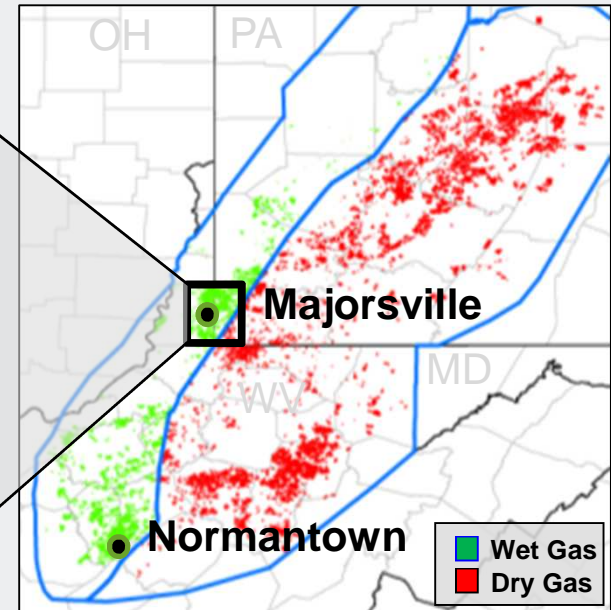 OH PA
Majorsville
MD
WV
Normantown
Wet Gas
Dry Gas